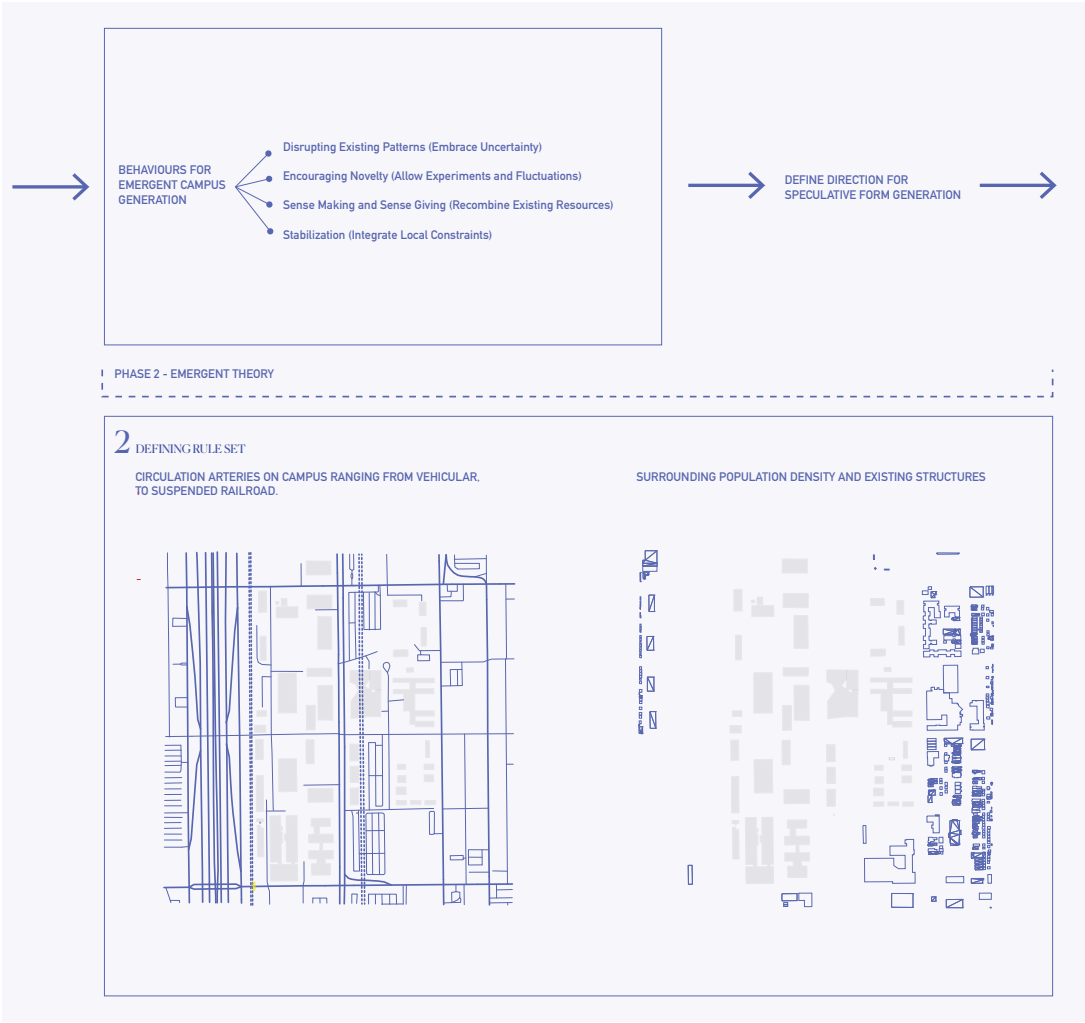 BEHAVIOURS FOR
EMERGENT CAMPUS
GENERATION
Disrupting Existing Patterns (Embrace Uncertainty)
Encouraging Novelty (Allow Experiments and Fluctuations)
Sense Making and Sense Giving (Recombine Existing Resources)
Stabilization (Integrate Local Constraints)
DEFINE DIRECTION FOR
SPECULATIVE FORM GENERATION
PHASE 2 - EMERGENT THEORY
2 DEFINING RULE SET
CIRCULATION ARTERIES ON CAMPUS RANGING FROM VEHICULAR,
TO SUSPENDED RAILROAD.
SURROUNDING POPULATION DENSITY AND EXISTING STRUCTURES